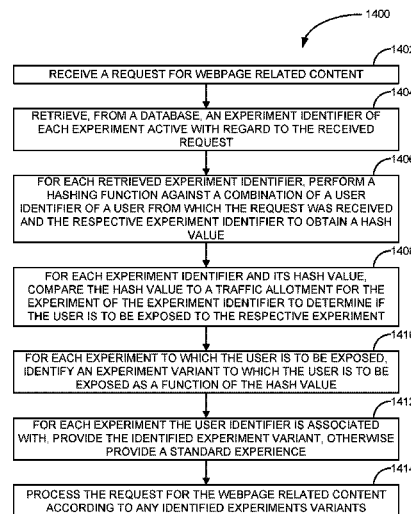 1400
1402
RECEIVE A REQUEST FOR WEBPAGE RELATED CONTENT
1404
RETRIEVE, FROM A DATABASE, AN EXPERIMENT IDENTIFIER OF
EACH EXPERIMENT ACTIVE WITH REGARD TO THE RECEIVED
REQUEST
1406
FOR EACH RETRIEVED EXPERIMENT IDENTIFIER, PERFORM A
HASHING FUNCTION AGAINST A COMBINATION OF A USER
IDENTIFIER OF A USER FROM WHICH THE REQUEST WAS RECEIVED
AND THE RESPECTIVE EXPERIMENT IDENTIFIER TO OBTAIN A HASH
VALUE
1408
FOR EACH EXPERIMENT IDENTIFIER AND ITS HASH VALUE,
COMPARE THE HASH VALUE TO A TRAFFIC ALLOTMENT FOR THE
EXPERIMENT OF THE EXPERIMENT IDENTIFIER TO DETERMINE IF
THE USER IS TO BE EXPOSED TO THE RESPECTIVE EXPERIMENT
1410
FOR EACH EXPERIMENT TO WHICH THE USER IS TO BE EXPOSED,
IDENTIFY AN EXPERIMENT VARIANT TO WHICH THE USER IS TO BE
EXPOSED AS A FUNCTION OF THE HASH VALUE
1412
FOR EACH EXPERIMENT THE USER IDENTIFIER IS ASSOCIATED
WITH, PROVIDE THE IDENTIFIED EXPERIMENT VARIANT, OTHERWISE
PROVIDE A STANDARD EXPERIENCE
1414
PROCESS THE REQUEST FOR THE WEBPAGE RELATED CONTENT
ACCORDING TO ANY IDENTIFIED EXPERIMENTS VARIANTS